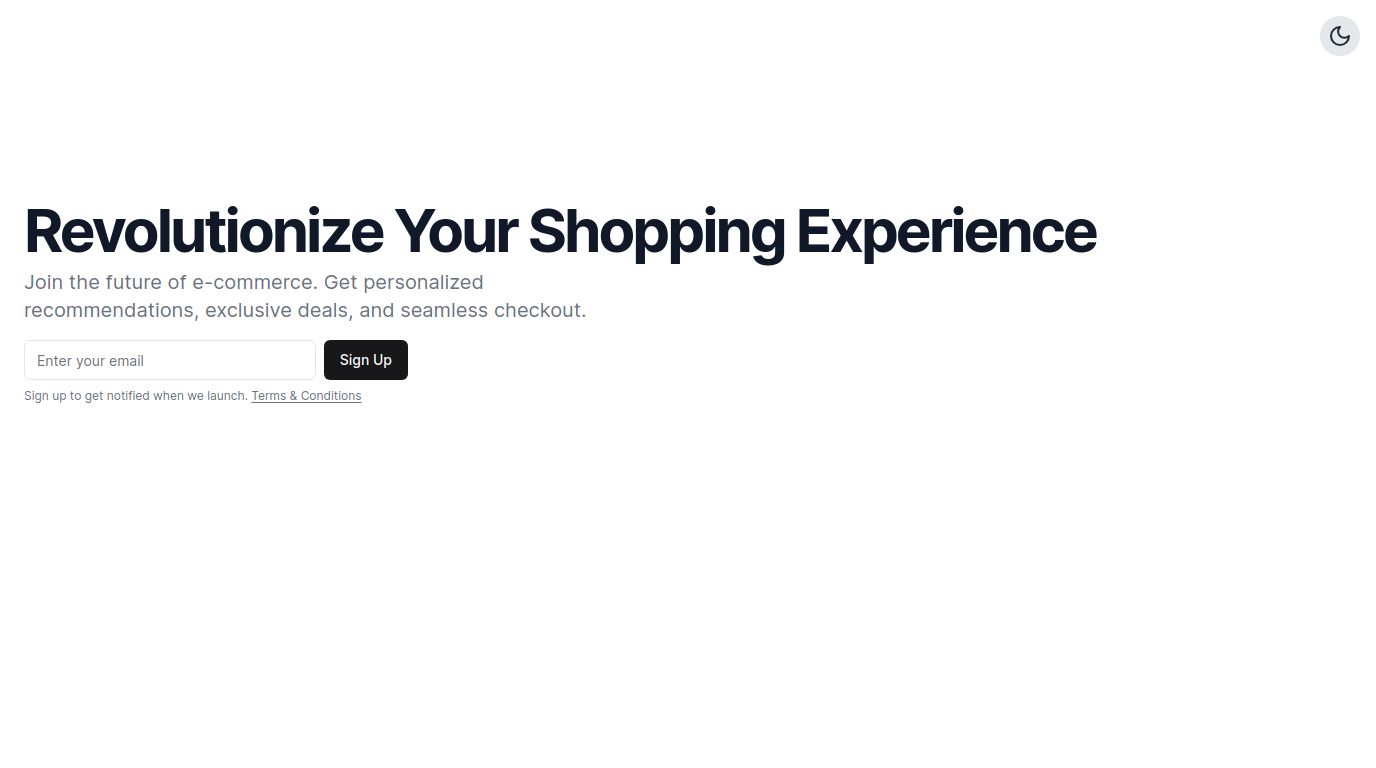 Revolutionize Your Shopping Experience
Join the future of e-commerce. Get personalized
recommendations, exclusive deals, and seamless checkout.
Enter your email
Sign Up
Sign up to get notified when we launch. Terms & Conditions